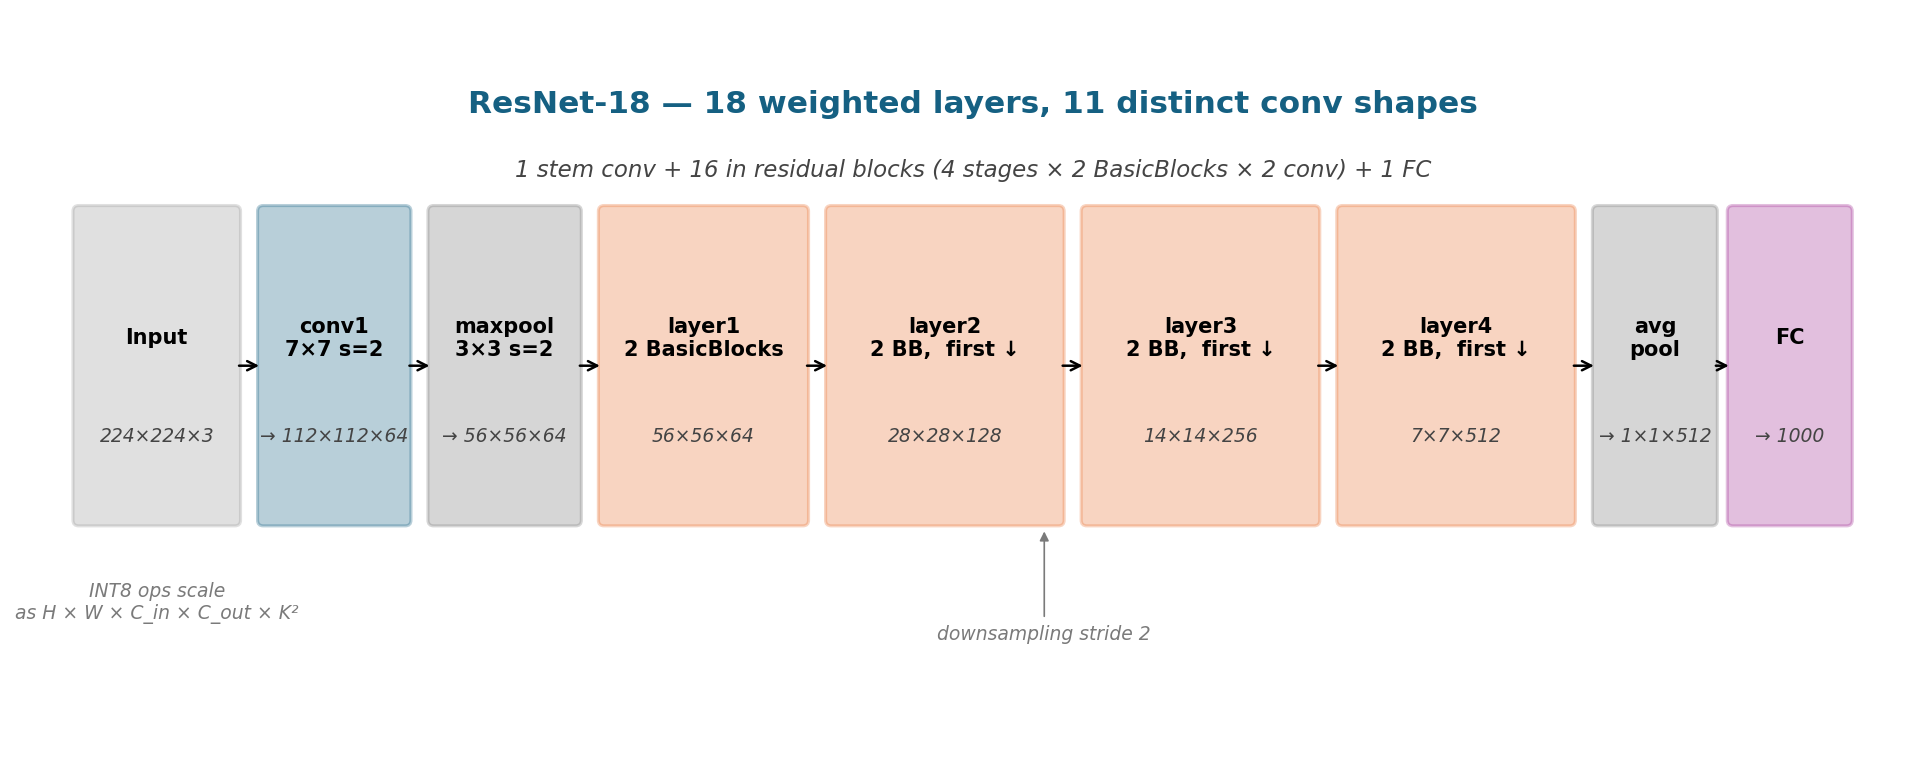 ResNet-18 — 18 weighted layers, 11 distinct conv shapes
1 stem conv + 16 in residual blocks (4 stages × 2 BasicBlocks × 2 conv) + 1 FC
Input
224×224×3
conv1
7×7 s=2
→ 112×112×64
maxpool
3×3 s=2
→ 56×56×64
layer1
2 BasicBlocks
56×56×64
layer2
2 BB,  first ↓
28×28×128
layer3
2 BB,  first ↓
14×14×256
layer4
2 BB,  first ↓
7×7×512
avg
pool
→ 1×1×512
FC
→ 1000
INT8 ops scale
as H × W × C_in × C_out × K²
downsampling stride 2